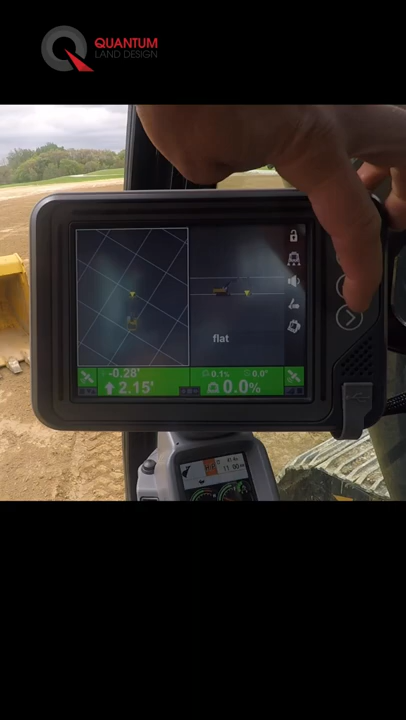 QUANTUM
LAND DESIGN
flat
-0.28'
2.15'
0.1%
0.0°
0.0%